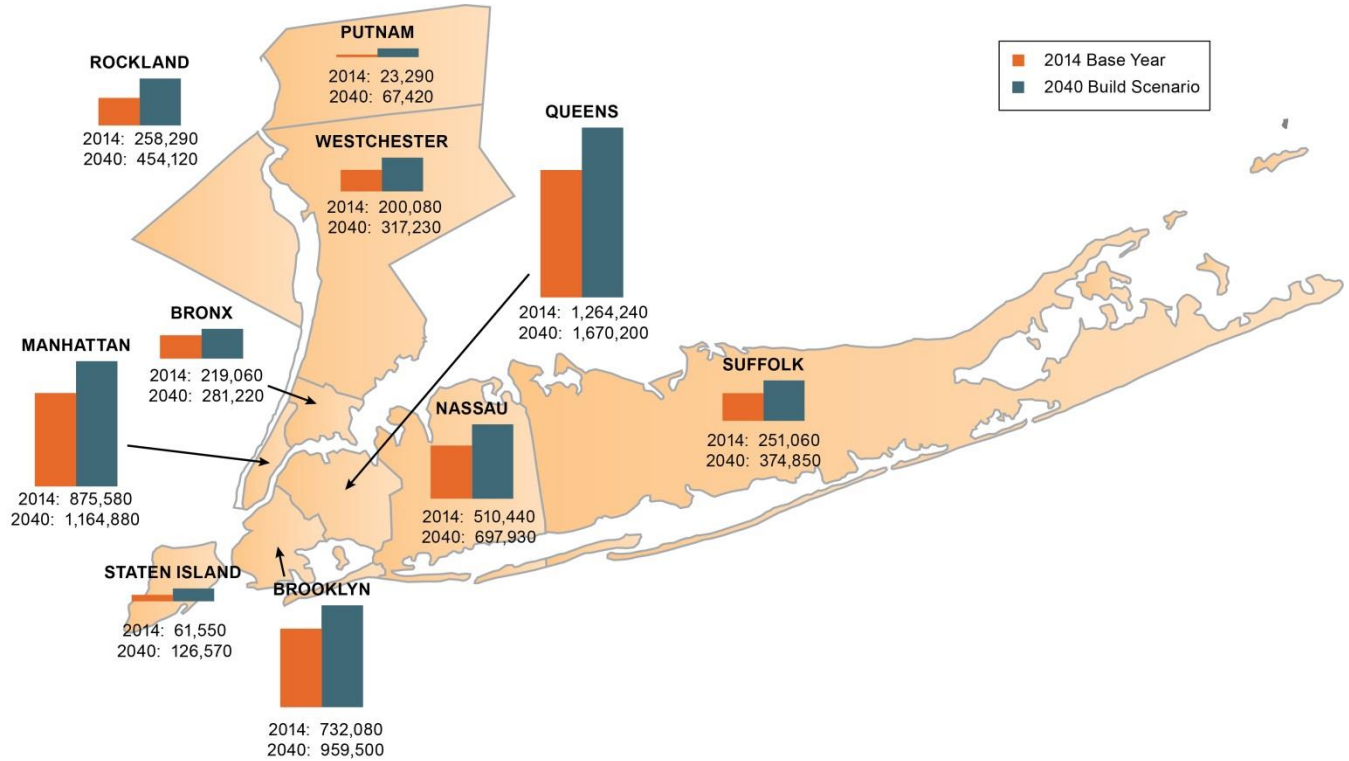 PUTNAM
2014: 23,290
2040: 67,420
ROCKLAND
2014: 258,290
2040: 454,120
2014 Base Year
2040 Build Scenario
QUEENS
2014: 1,264,240
2040: 1,670,200
WESTCHESTER
2014: 200,080
2040: 317,230
BRONX
2014: 219,060
2040: 281,220
MANHATTAN
2014: 875,580
2040: 1,164,880
SUFFOLK
2014: 251,060
2040: 374,850
NASSAU
2014: 510,440
2040: 697,930
STATEN ISLAND
2014: 61,550
2040: 126,570
BROOKLYN
2014: 732,080
2040: 959,500